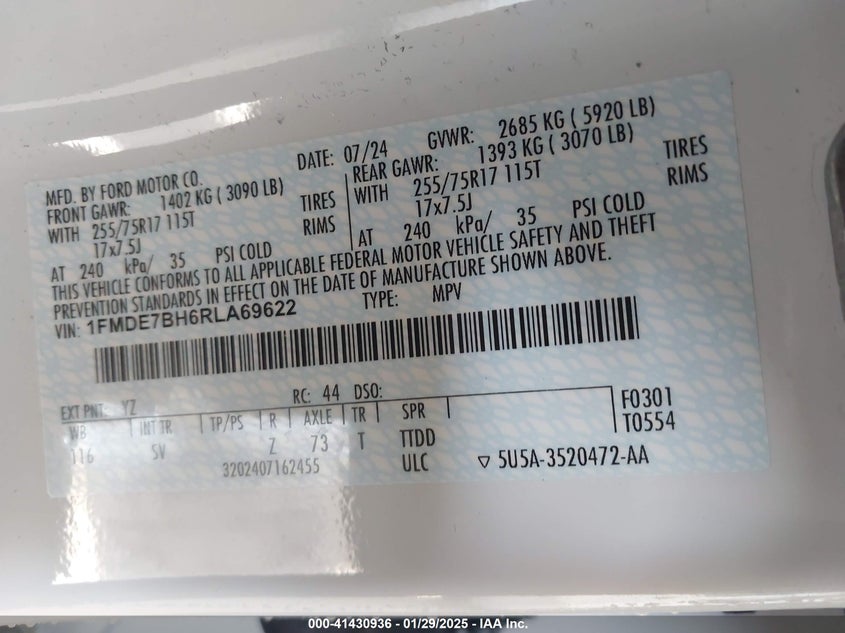 MFD. BY FORD MOTOR CO.
DATE: 07/24 GVWR: 2685 KG ( 5920 LB)
FRONT GAWR: 1402 KG ( 3090 LB)
REAR GAWR: 1393 KG ( 3070 LB)
WITH 255/75R17 115T TIRES
17x7.5J RIMS
AT 240 kPa/ 35 PSI COLD
WITH 255/75R17 115T TIRES
17x7.5J RIMS
AT 240 kPa/ 35 PSI COLD
THIS VEHICLE CONFORMS TO ALL APPLICABLE FEDERAL MOTOR VEHICLE SAFETY AND THEFT
PREVENTION STANDARDS IN EFFECT ON THE DATE OF MANUFACTURE SHOWN ABOVE.
VIN: 1FMDE7BH6RLA69622 TYPE: MPV
EXT PNT: YZ RC: 44 DSO: F0301
WB INT TR TP/PS R AXLE TR SPR T0554
116 SV Z 73 T TTDD
3202407162455 ULC ▽ 5U5A-3520472-AA
000-41430936 - 01/29/2025 - IAA Inc.